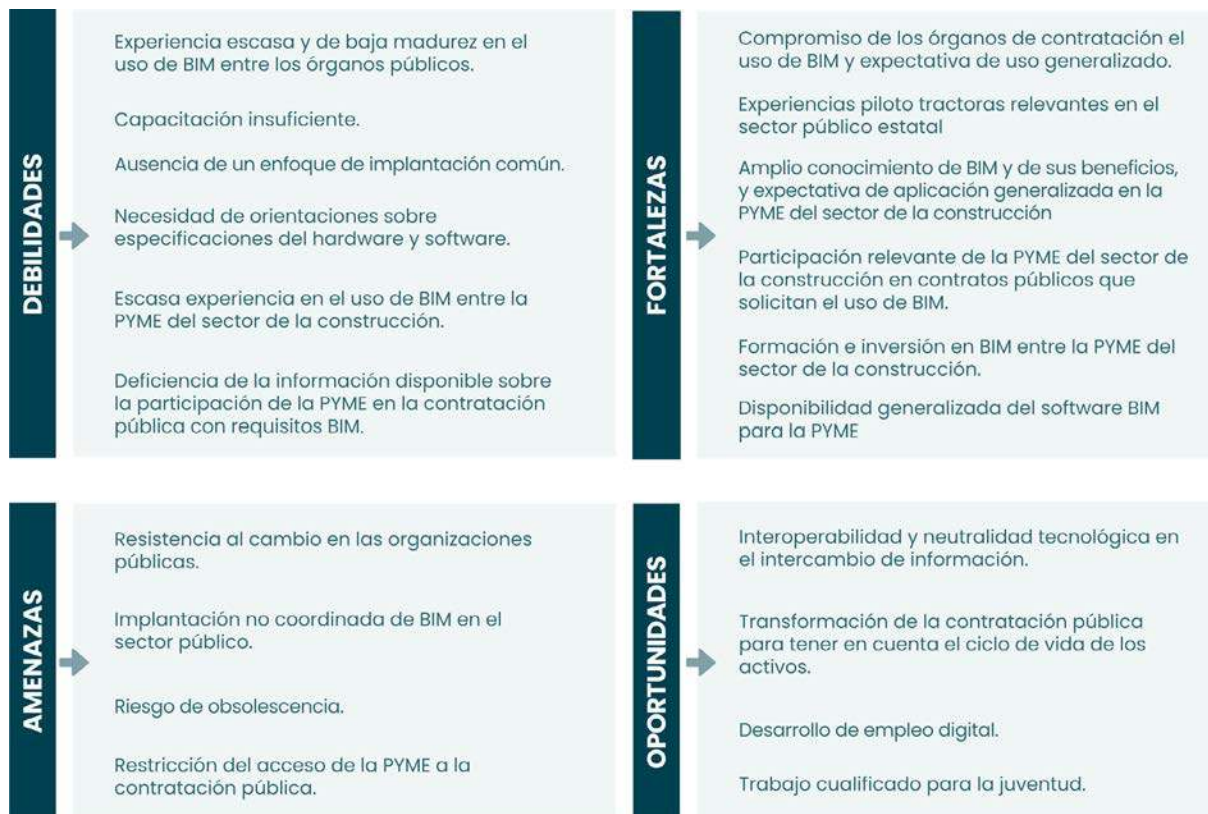 DEBILIDADES
Experiencia escasa y de baja madurez en el
uso de BIM entre los órganos públicos.
Capacitación insuficiente.
Ausencia de un enfoque de implantación común.
Necesidad de orientaciones sobre
especificaciones del hardware y software.
Escasa experiencia en el uso de BIM entre la
PYME del sector de la construcción.
Deficiencia de la información disponible sobre
la participación de la PYME en la contratación
pública con requisitos BIM.
FORTALEZAS
Compromiso de los órganos de contratación el
uso de BIM y expectativa de uso generalizado.
Experiencias piloto tractoras relevantes en el
sector público estatal
Amplio conocimiento de BIM y de sus beneficios,
y expectativa de aplicación generalizada en la
PYME del sector de la construcción
Participación relevante de la PYME del sector de
la construcción en contratos públicos que
solicitan el uso de BIM.
Formación e inversión en BIM entre la PYME del
sector de la construcción.
Disponibilidad generalizada del software BIM
para la PYME
AMENAZAS
Resistencia al cambio en las organizaciones
públicas.
Implantación no coordinada de BIM en el
sector público.
Riesgo de obsolescencia.
Restricción del acceso de la PYME a la
contratación pública.
OPORTUNIDADES
Interoperabilidad y neutralidad tecnológica en
el intercambio de información.
Transformación de la contratación pública
para tener en cuenta el ciclo de vida de los
activos.
Desarrollo de empleo digital.
Trabajo cualificado para la juventud.